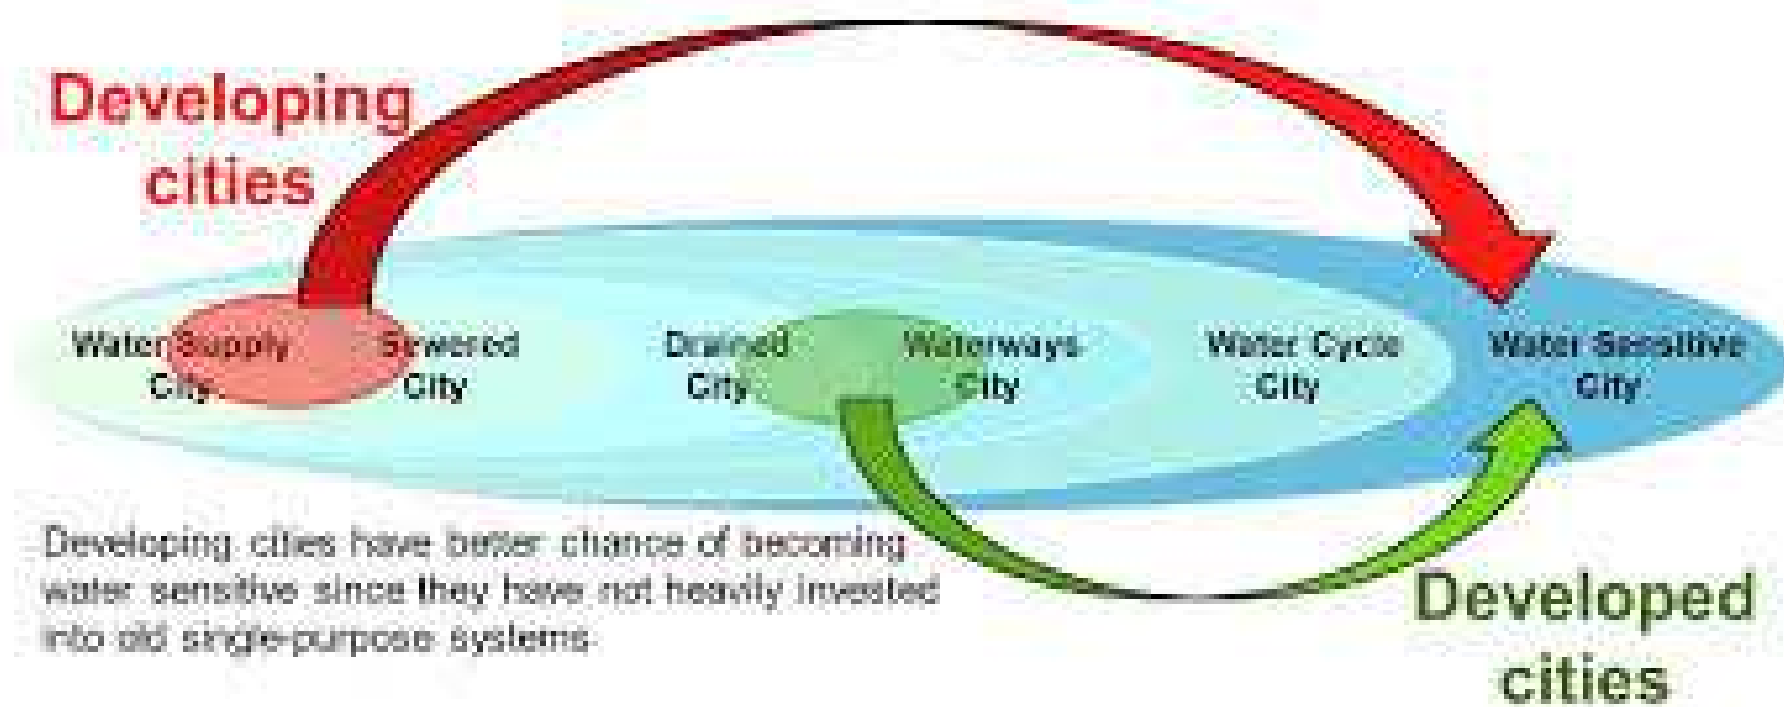 Developing
cities
Water Supply
City
Sewered
City
Drained
City
Waterways
City
Water Cycle
City
Water Sensitive
City
Developing cities have better chance of becoming
water sensitive since they have not heavily invested
into old single-purpose systems.
Developed
cities